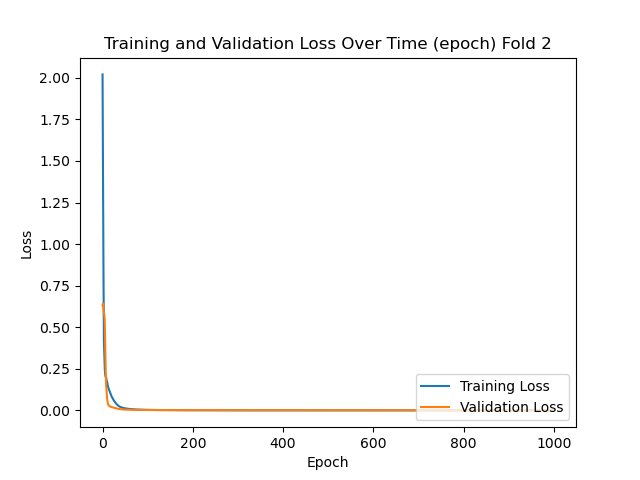 Training and Validation Loss Over Time (epoch) Fold 2
2.00
1.75
1.50
1.25
1.00
0.75
0.50
0.25
0.00
Loss
Training Loss
Validation Loss
0 200 400 600 800 1000
Epoch